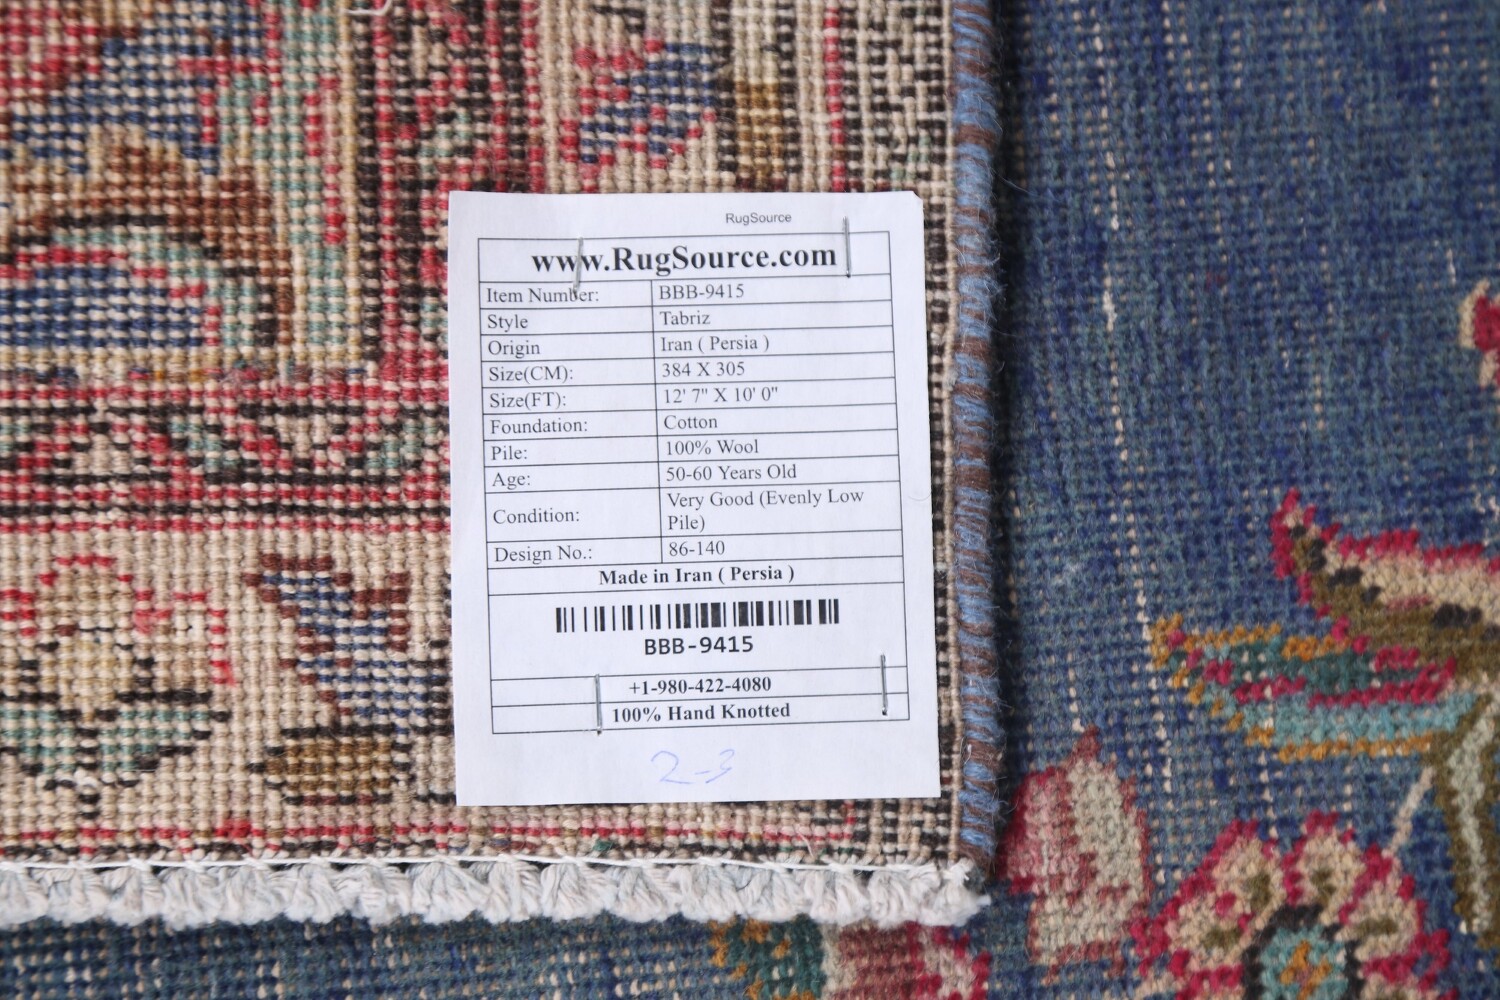 RugSource
www.RugSource.com
Item Number: BBB-9415
Style Tabriz
Origin Iran ( Persia )
Size(CM): 384 X 305
Size(FT): 12' 7" X 10' 0"
Foundation: Cotton
Pile: 100% Wool
Age: 50-60 Years Old
Condition: Very Good (Evenly Low
Pile)
Design No.: 86-140
Made in Iran ( Persia )
BBB-9415
+1-980-422-4080
100% Hand Knotted
2-3